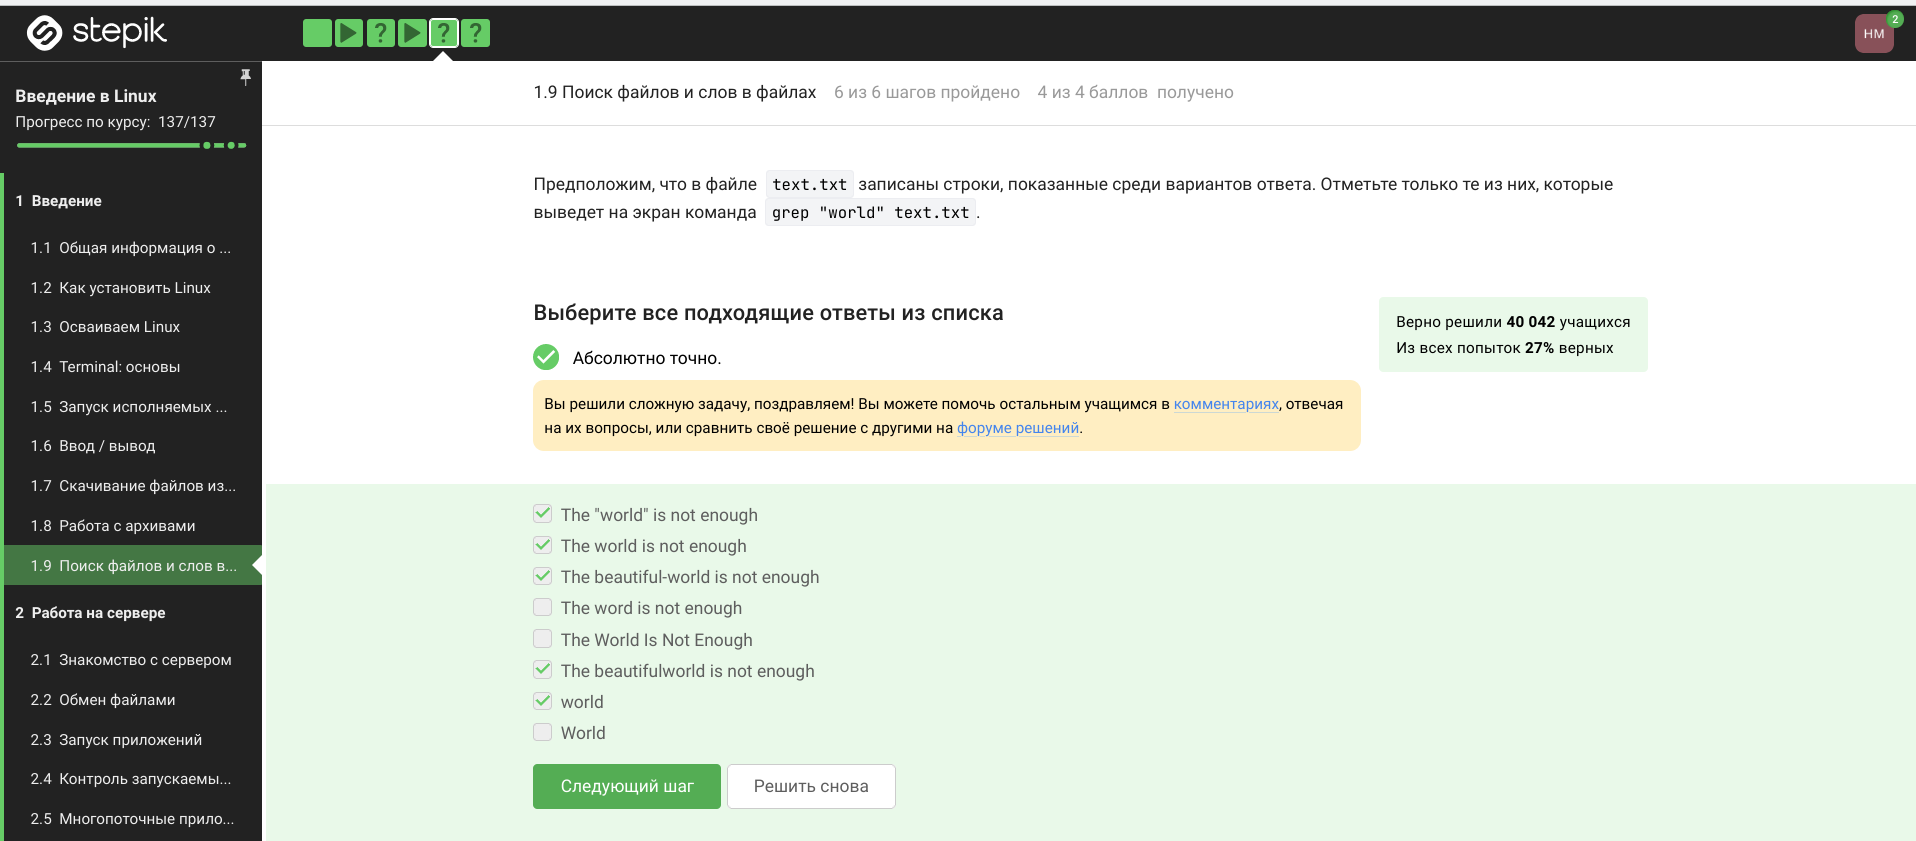 stepik
? ? ? ?
HM
2
Введение в Linux
Прогресс по курсу: 137/137
1 Введение
1.1 Общая информация о ...
1.2 Как установить Linux
1.3 Осваиваем Linux
1.4 Terminal: основы
1.5 Запуск исполняемых ...
1.6 Ввод / вывод
1.7 Скачивание файлов из...
1.8 Работа с архивами
1.9 Поиск файлов и слов в...
2 Работа на сервере
2.1 Знакомство с сервером
2.2 Обмен файлами
2.3 Запуск приложений
2.4 Контроль запускаемы...
2.5 Многопоточные прило...
1.9 Поиск файлов и слов в файлах 6 из 6 шагов пройдено 4 из 4 баллов получено
Предположим, что в файле text.txt записаны строки, показанные среди вариантов ответа. Отметьте только те из них, которые
выведет на экран команда grep "world" text.txt.
Выберите все подходящие ответы из списка
Абсолютно точно.
Вы решили сложную задачу, поздравляем! Вы можете помочь остальным учащимся в комментариях, отвечая
на их вопросы, или сравнить своё решение с другими на форуме решений.
Верно решили 40 042 учащихся
Из всех попыток 27% верных
The "world" is not enough
The world is not enough
The beautiful-world is not enough
The word is not enough
The World Is Not Enough
The beautifulworld is not enough
world
World
Следующий шаг
Решить снова